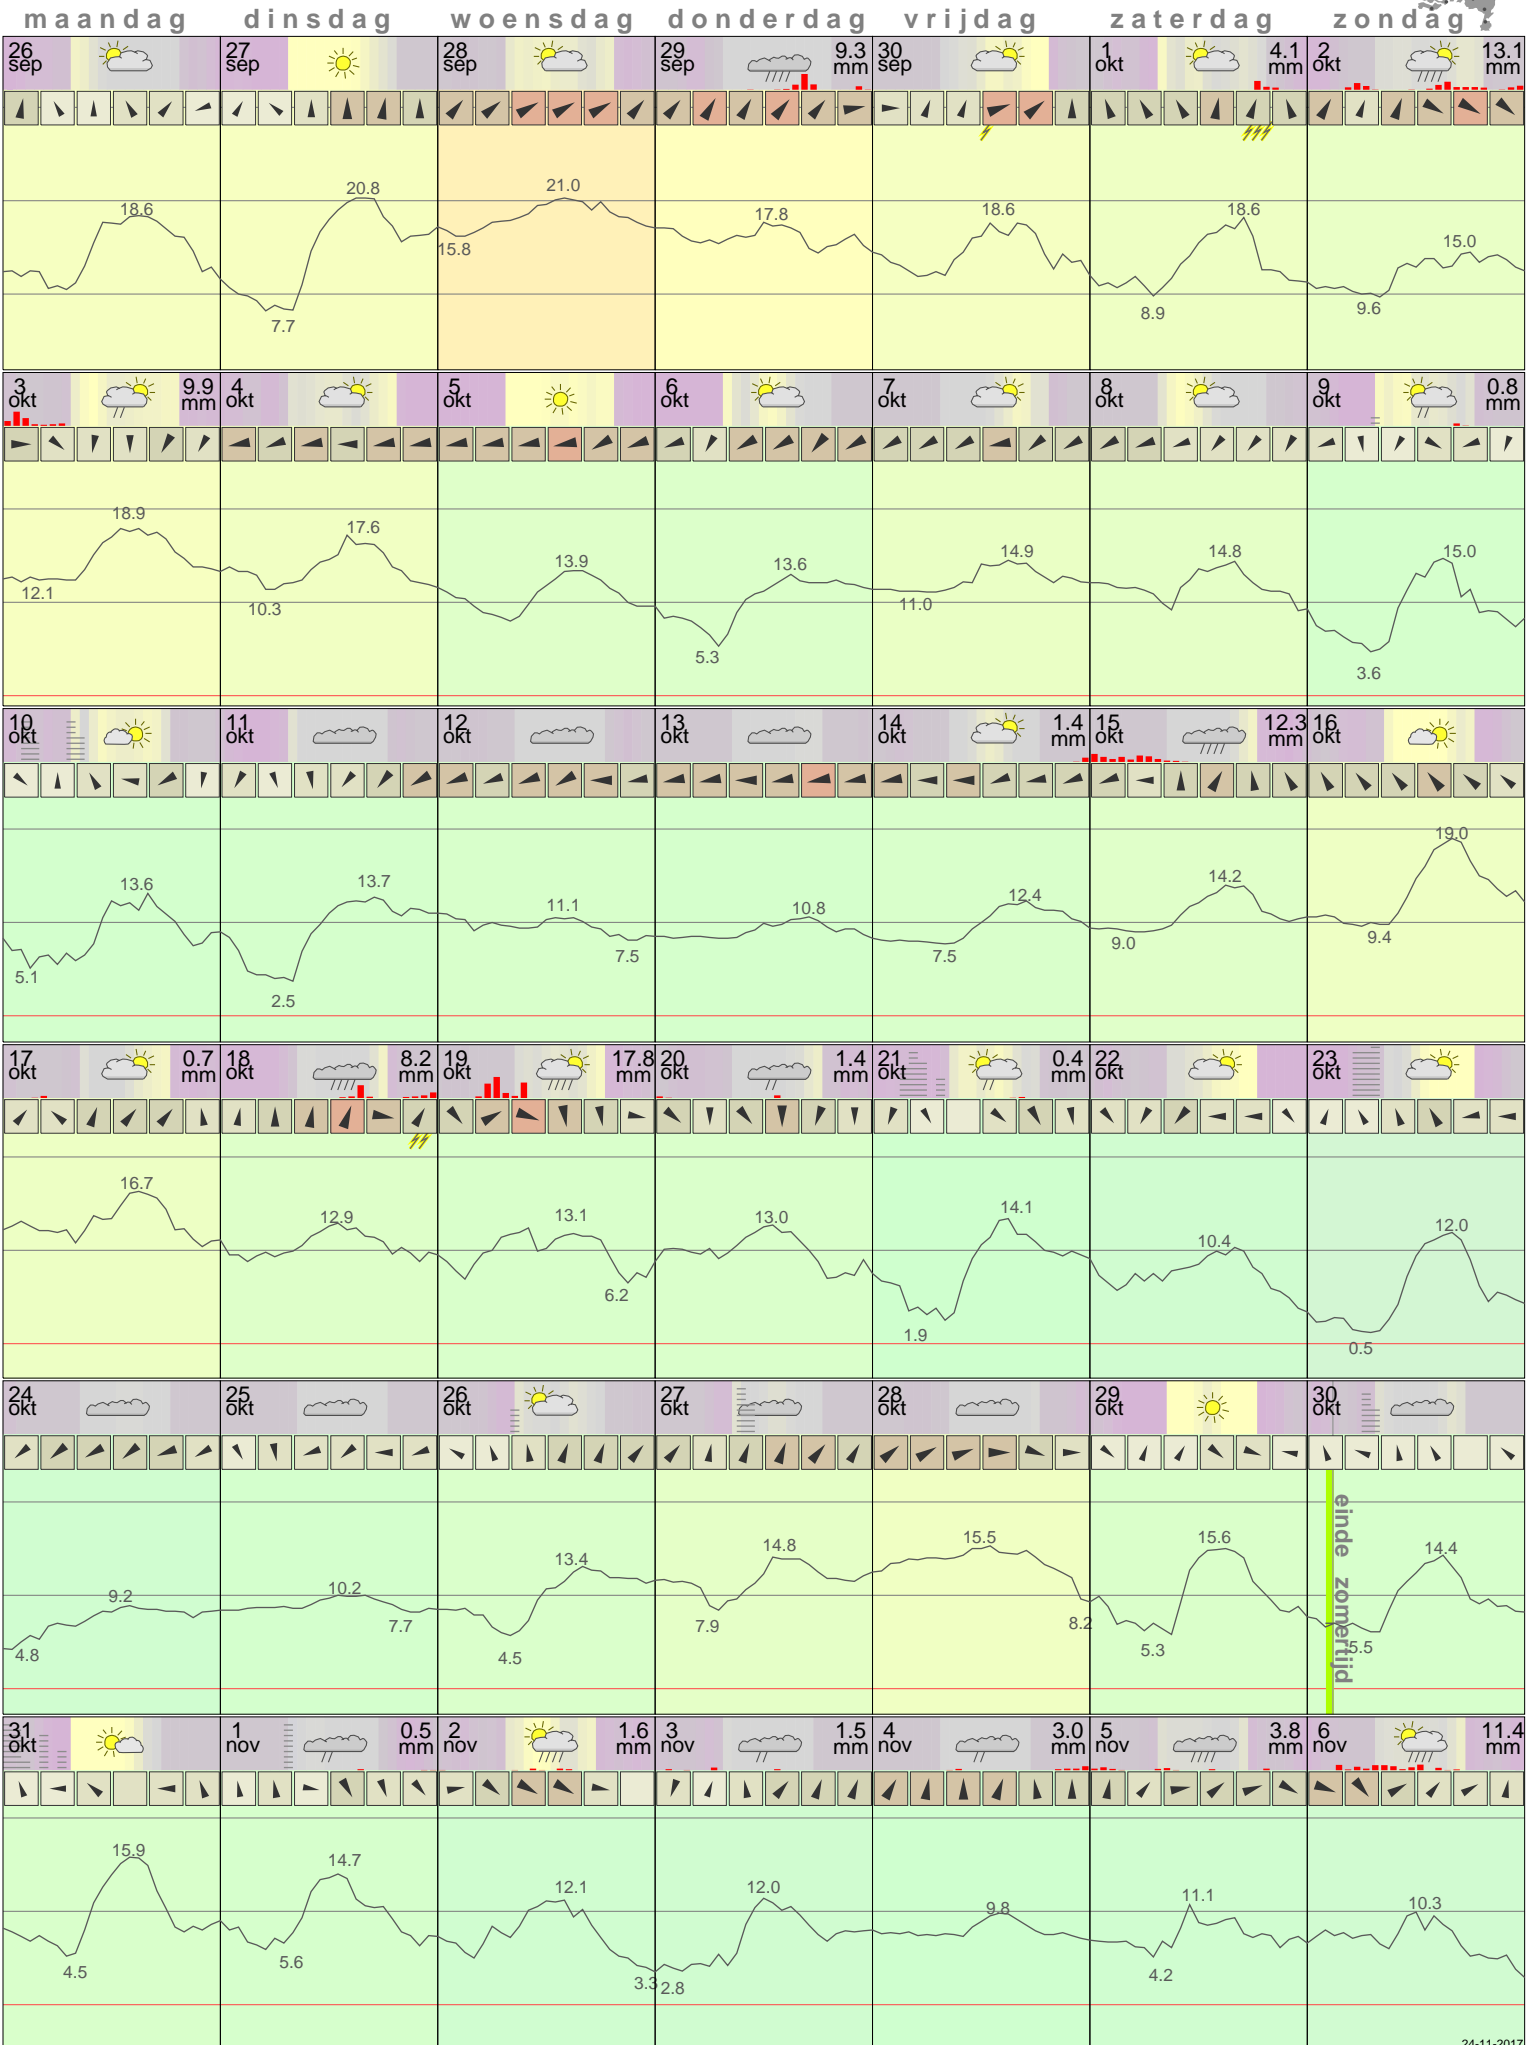 maandag dinsdag woensdag donderdag vrijdag zaterdag zondag
26 27 28 29 9.3 30 1 4.1 2 13.1
sep sep sep sep mm sep okt mm okt mm
20.8 21.0
18.6 17.8 18.6 18.6
15.8 15.0
7.7 8.9 9.6
3 9.9 4 5 6 7 8 9 0.8
okt mm okt okt okt okt okt okt mm
18.9 17.6
13.9 13.6 14.9 14.8 15.0
12.1 10.3 11.0
5.3 3.6
10 11 12 13 14 1.4 15 12.3 16
okt okt okt okt okt mm okt mm okt
19.0
13.6 13.7 11.1 10.8 12.4 14.2
5.1 2.5 7.5 7.5 9.0 9.4
17 0.7 18 8.2 19 17.8 20 1.4 21 0.4 22 23
okt mm okt mm okt mm okt mm okt mm okt okt
16.7 12.9 13.1 13.0 14.1 10.4 12.0
6.2 1.9 0.5
24 25 26 27 28 29 30
okt okt okt okt okt okt okt
einde zomertijd
9.2 10.2 13.4 14.8 15.5 15.6 14.4
4.8 7.7 4.5 7.9 8.2 5.3 5.5
31 1 0.5 2 1.6 3 1.5 4 3.0 5 3.8 6 11.4
okt nov mm nov mm nov mm nov mm nov mm nov mm
15.9 14.7 12.1 12.0 9.8 11.1 10.3
4.5 5.6 3.3 2.8 4.2
24-11-2017